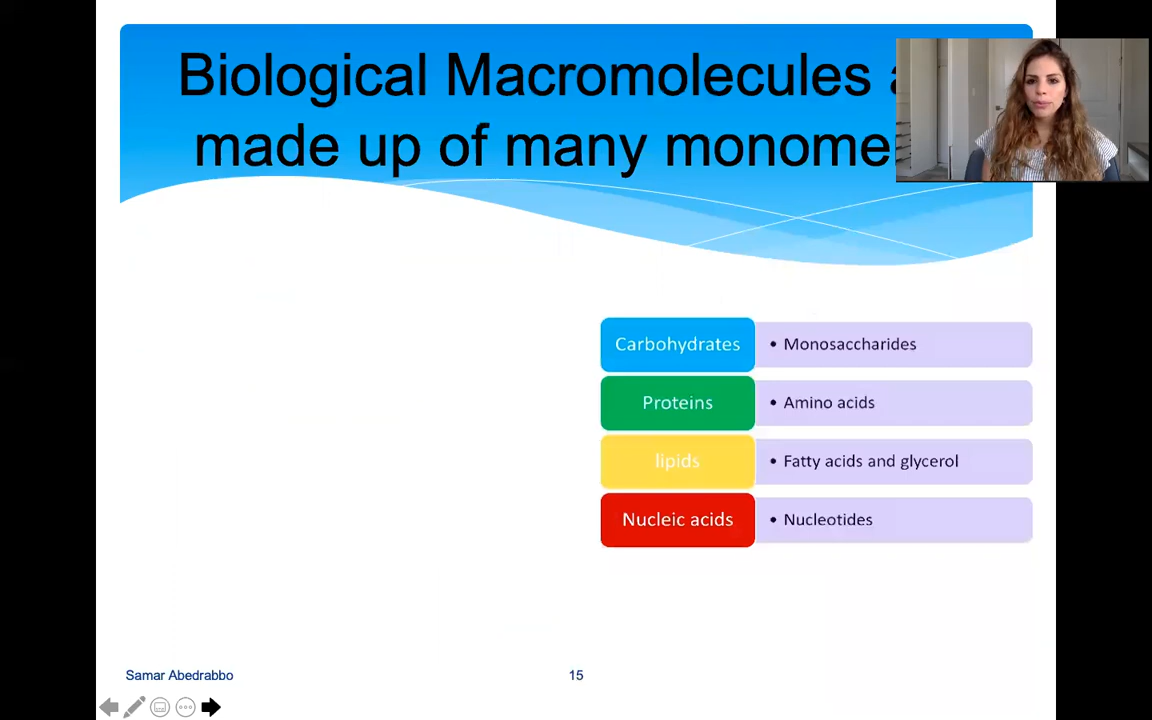 Biological Macromolecules
made up of many
Carbohydrates • Monosaccharides
Proteins • Amino acids
lipids • Fatty acids and glycerol
Nucleic acids • Nucleotides
Samar Abedrabbo 15